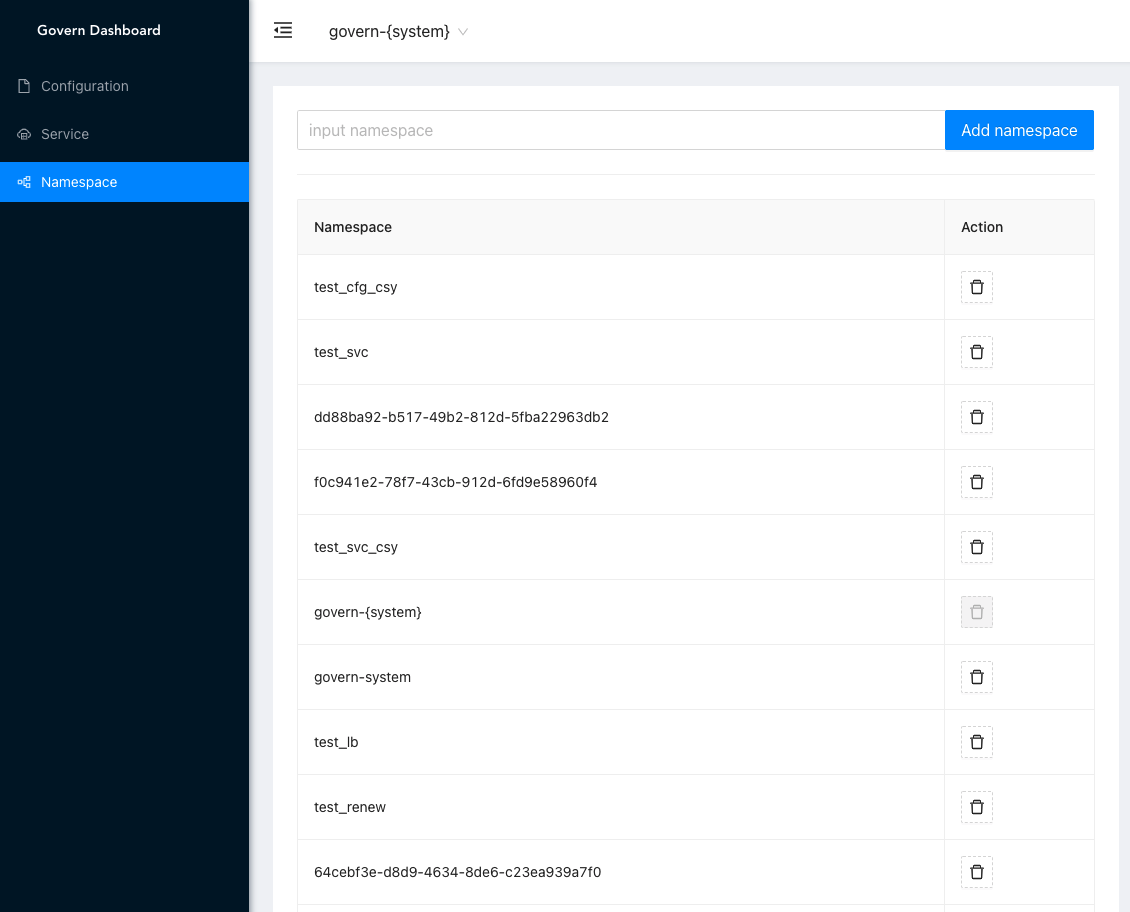 Govern Dashboard
govern-{system}
Configuration
Service
Namespace
input namespace
Add namespace
Namespace Action
test_cfg_csy
test_svc
dd88ba92-b517-49b2-812d-5fba22963db2
f0c941e2-78f7-43cb-912d-6fd9e58960f4
test_svc_csy
govern-{system}
govern-system
test_lb
test_renew
64cebf3e-d8d9-4634-8de6-c23ea939a7f0